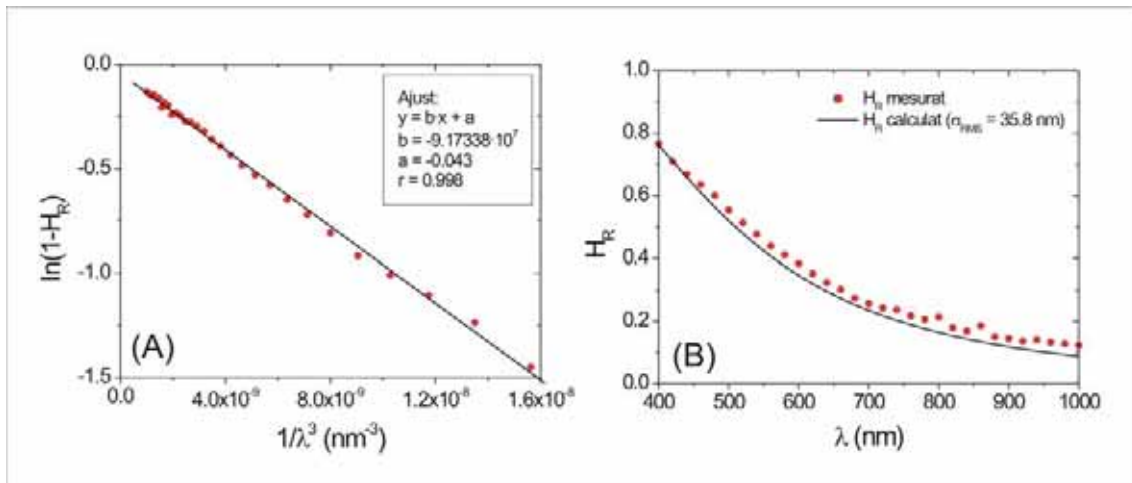 0.0
-0.5
-1.0
-1.5
ln(1-H_R)
Ajust:
y = b·x + a
b = -9.17338·10^7
a = -0.043
r = 0.998
(A)
0.0 4.0x10^-9 8.0x10^-9 1.2x10^-8 1.6x10^-8
1/λ^3 (nm^-3)
1.0
0.8
0.6
0.4
0.2
0.0
H_R
H_R mesurat
H_R calculat (σ_RMS = 35.8 nm)
(B)
400 500 600 700 800 900 1000
λ (nm)